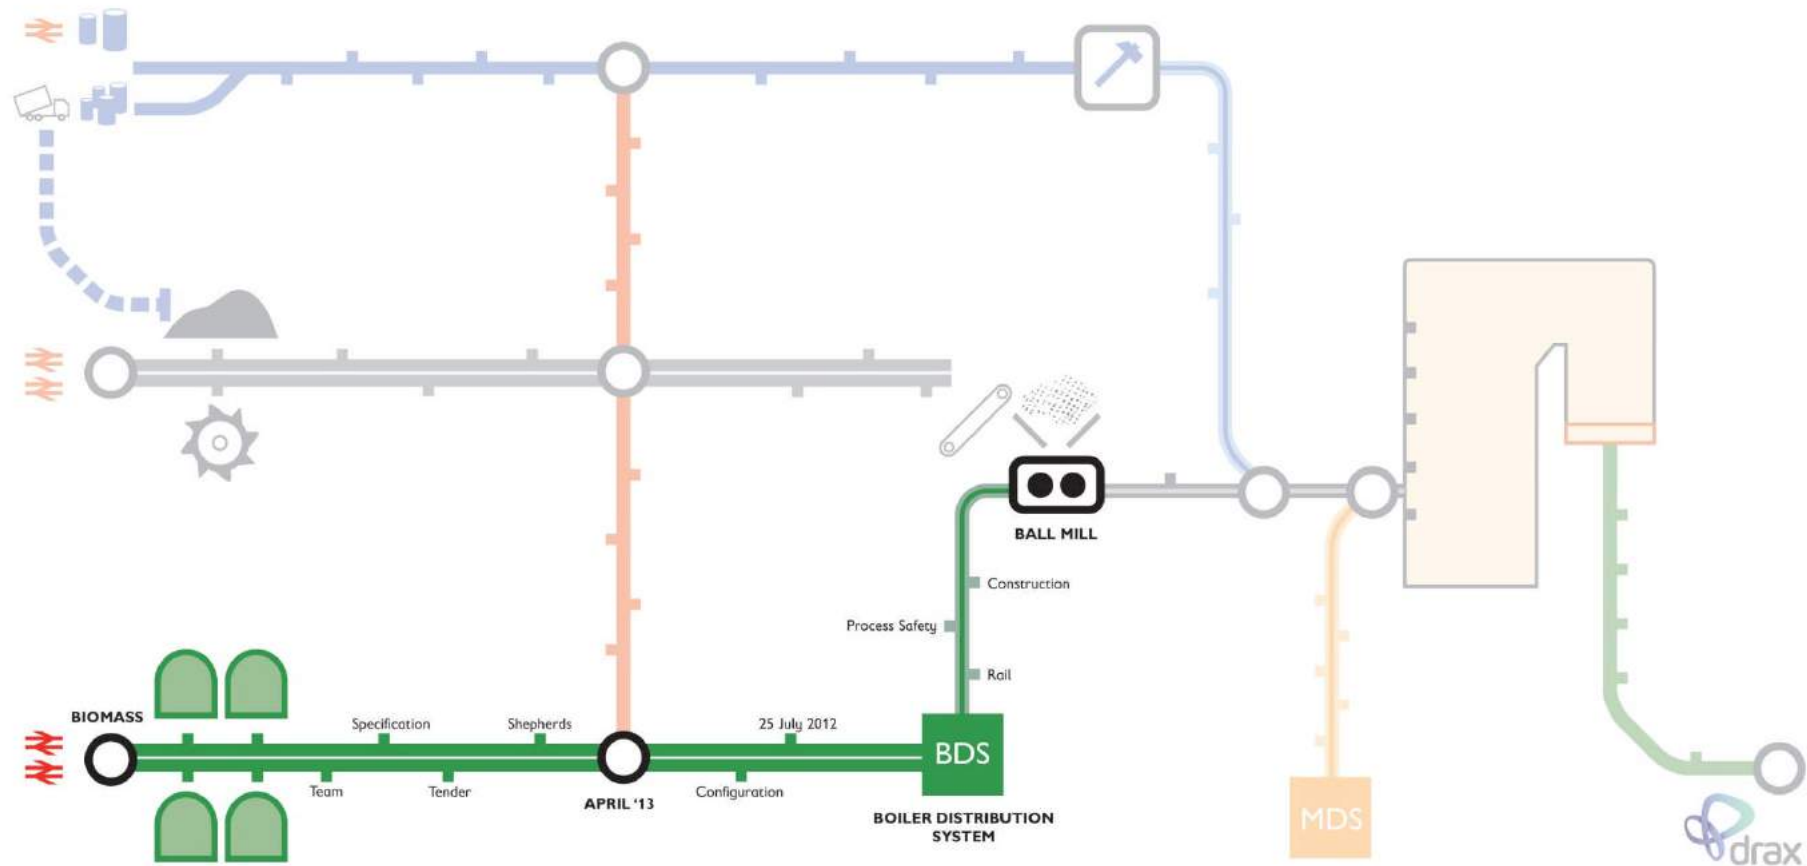 BALL MILL
Construction
Process Safety
Rail
BIOMASS
Specification
Shepherds
25 July 2012
BDS
Team
Tender
APRIL '13
Configuration
BOILER DISTRIBUTION
SYSTEM
MDS
drax